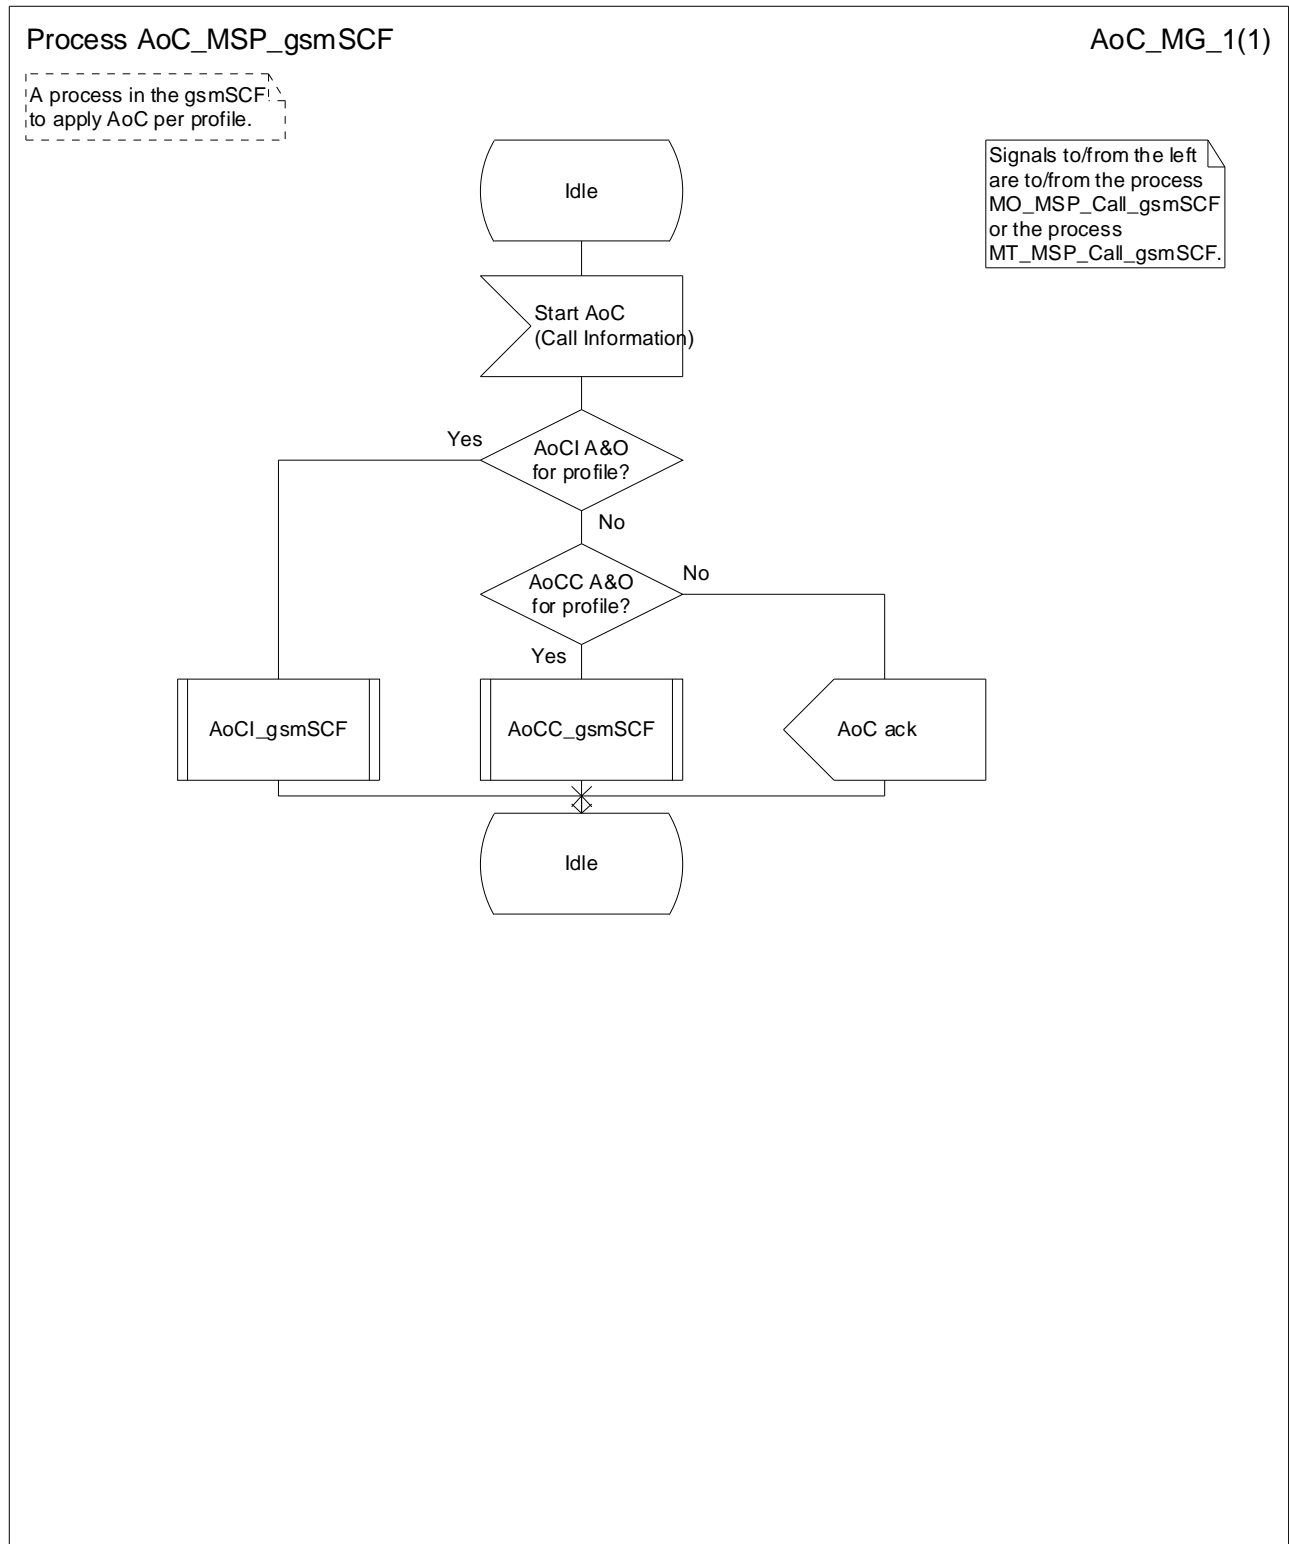 Process AoC_MSP_gsmSCF
AoC_MG_1(1)
A process in the gsmSCF
to apply AoC per profile.
Signals to/from the left
are to/from the process
MO_MSP_Call_gsmSCF
or the process
MT_MSP_Call_gsmSCF.
Idle
Start AoC
(Call Information)
Yes
AoCI A&O
for profile?
No
AoCC A&O
for profile?
No
Yes
AoCI_gsmSCF
AoCC_gsmSCF
AoC ack
Idle